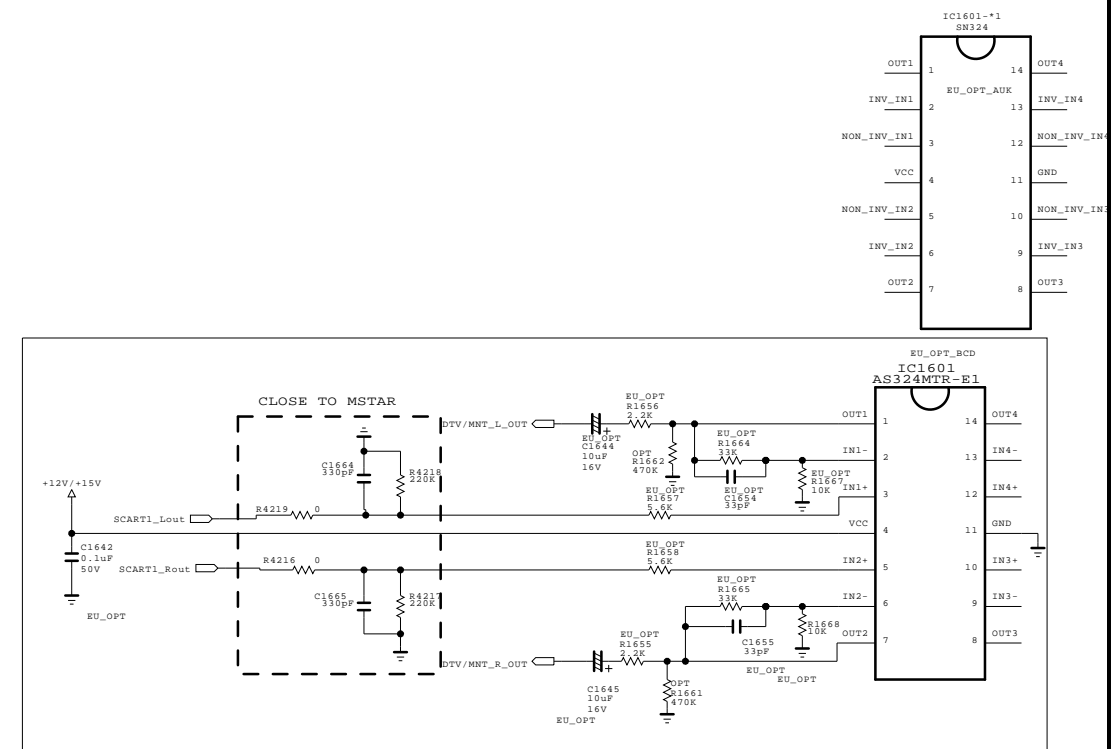 IC1601-*1
SN324
OUT1
1
14
OUT4
EU_OPT_AUK
INV_IN1
2
13
INV_IN4
NON_INV_IN1
3
12
NON_INV_IN4
VCC
4
11
GND
NON_INV_IN2
5
10
NON_INV_IN3
INV_IN2
6
9
INV_IN3
OUT2
7
8
OUT3
EU_OPT_BCD
IC1601
AS324MTR-E1
OUT1
1
14
OUT4
IN1-
2
13
IN4-
IN1+
3
12
IN4+
VCC
4
11
GND
IN2+
5
10
IN3+
IN2-
6
9
IN3-
OUT2
7
8
OUT3
CLOSE TO MSTAR
+12V/+15V
C1642
0.1uF
50V
EU_OPT
SCART1_Lout
R4219
0
C1664
330pF
R4218
220K
SCART1_Rout
R4216
0
C1665
330pF
R4217
220K
DTV/MNT_L_OUT
EU_OPT
C1644
10uF
16V
EU_OPT
R1656
2.2K
OPT
R1662
470K
EU_OPT
R1664
33K
EU_OPT
C1654
33pF
EU_OPT
R1667
10K
EU_OPT
R1657
5.6K
EU_OPT
R1658
5.6K
EU_OPT
R1665
33K
C1655
33pF
EU_OPT
R1668
10K
EU_OPT
DTV/MNT_R_OUT
EU_OPT
R1655
2.2K
C1645
10uF
16V
EU_OPT
OPT
R1661
470K